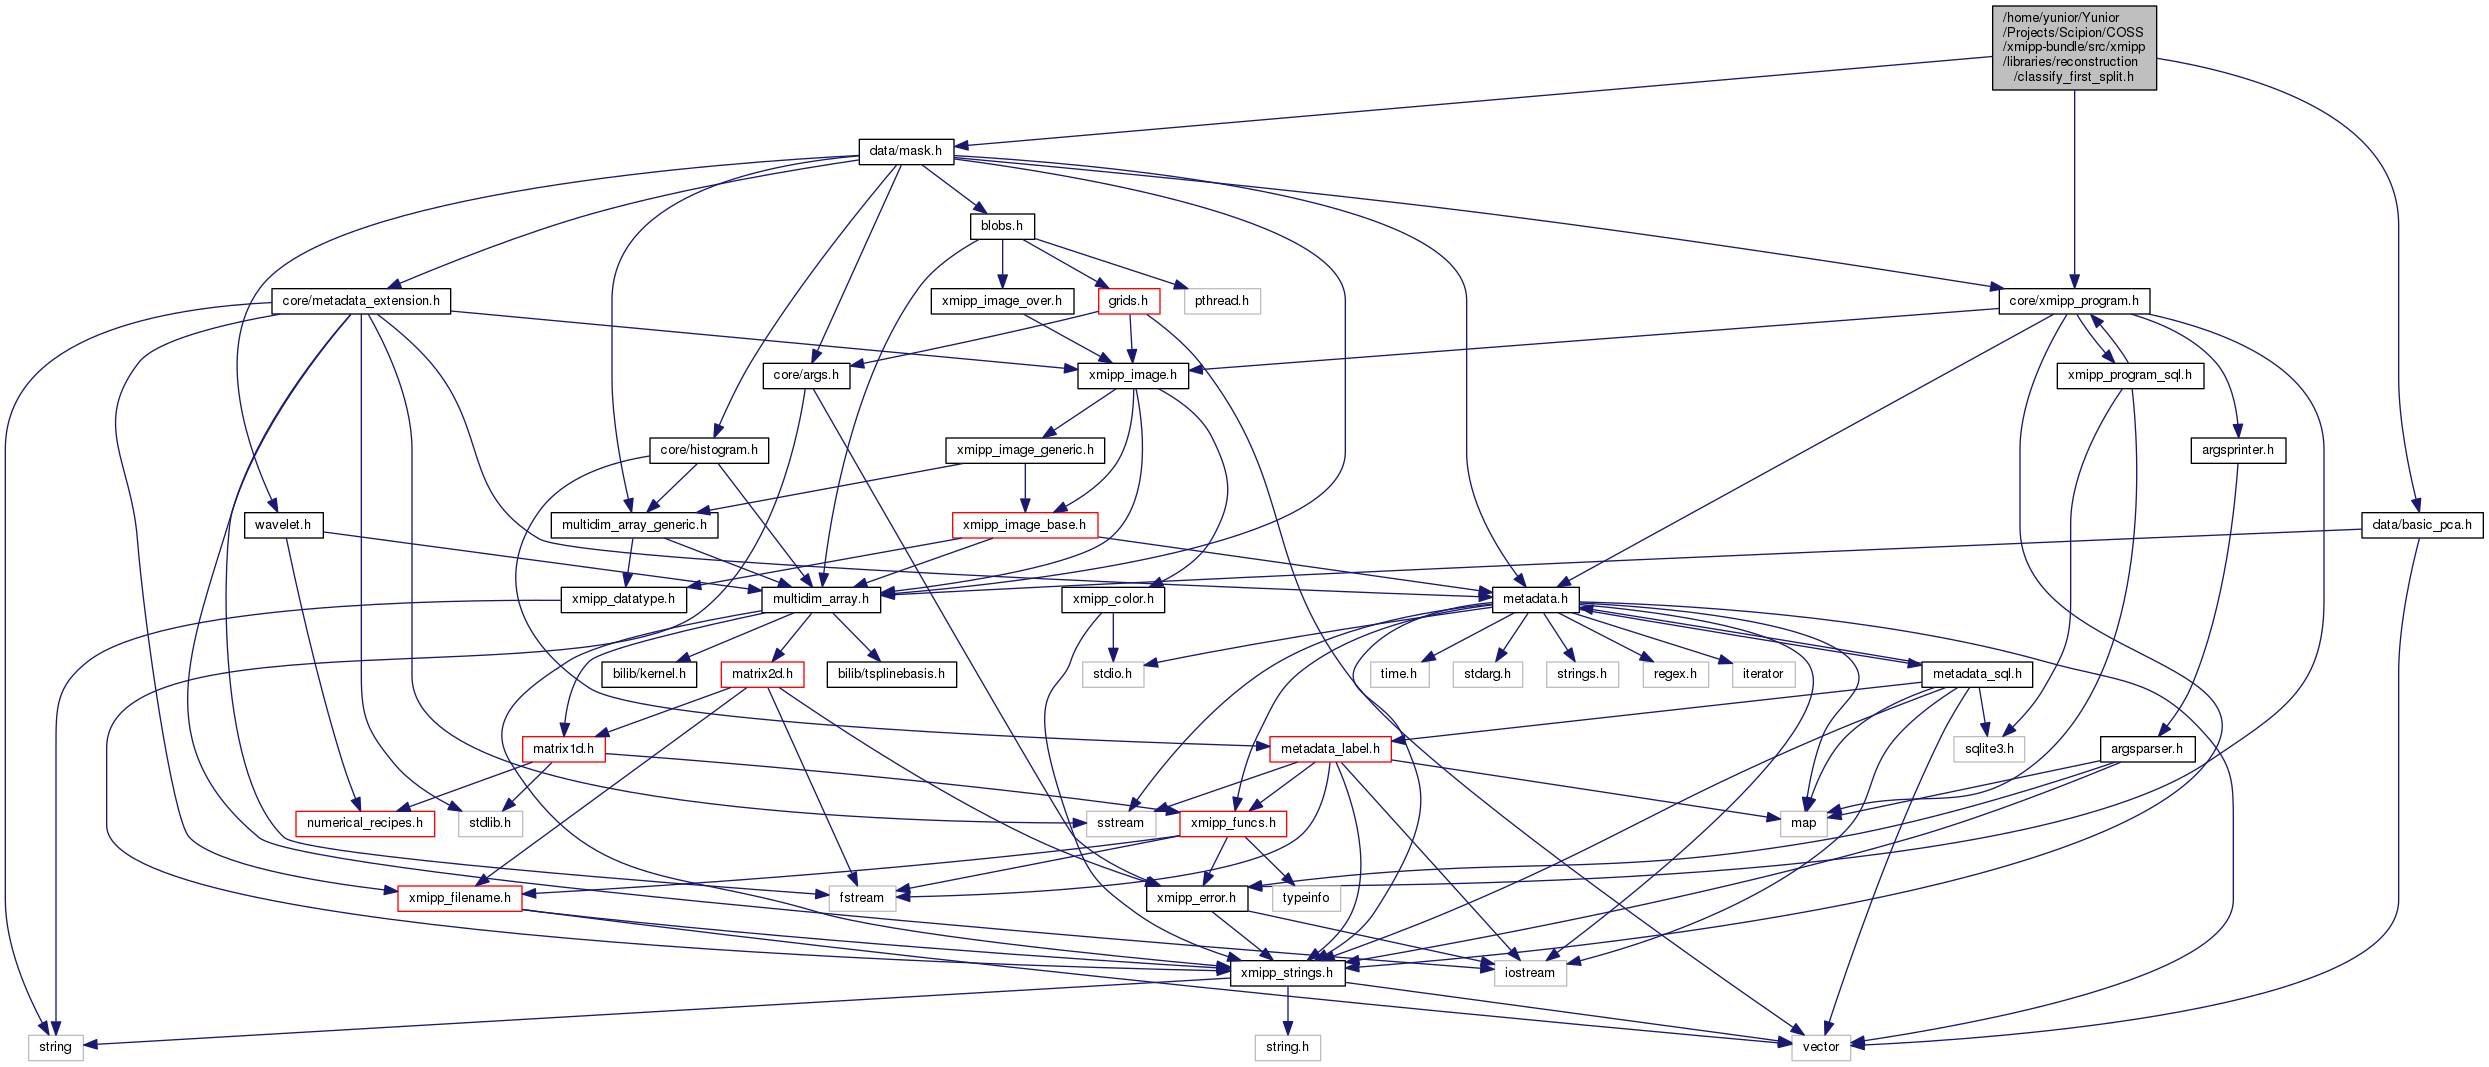 /home/yunior/Yunior
/Projects/Scipion/COSS
/xmipp-bundle/src/xmipp
/libraries/reconstruction
/classify_first_split.h
data/mask.h
blobs.h
core/metadata_extension.h
xmipp_image_over.h
grids.h
pthread.h
core/xmipp_program.h
core/args.h
xmipp_image.h
xmipp_program_sql.h
core/histogram.h
xmipp_image_generic.h
argsprinter.h
wavelet.h
multidim_array_generic.h
xmipp_image_base.h
data/basic_pca.h
xmipp_datatype.h
multidim_array.h
xmipp_color.h
metadata.h
bilib/kernel.h
matrix2d.h
bilib/tsplinebasis.h
stdio.h
time.h
stdarg.h
strings.h
regex.h
iterator
metadata_sql.h
matrix1d.h
metadata_label.h
sqlite3.h
argsparser.h
numerical_recipes.h
stdlib.h
sstream
xmipp_funcs.h
map
xmipp_filename.h
fstream
xmipp_error.h
typeinfo
xmipp_strings.h
iostream
string
string.h
vector